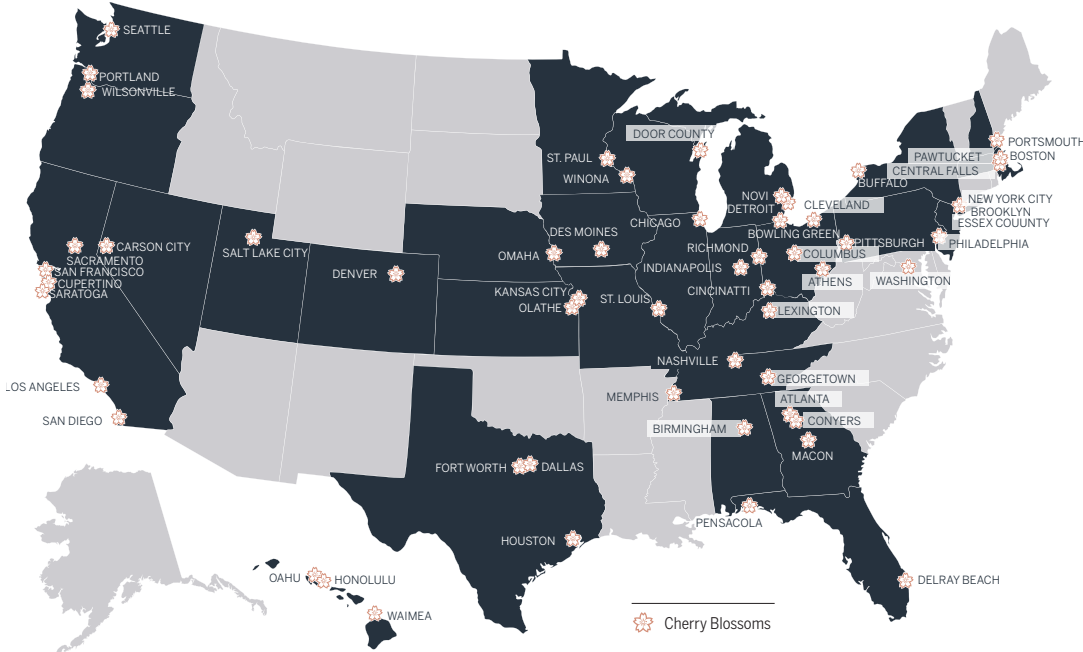 SEATTLE
PORTLAND
WILSONVILLE
DOOR COUNTY
PORTSMOUTH
ST. PAUL
PAWTUCKET
BOSTON
WINONA
CENTRAL FALLS
BUFFALO
NOVI
NEW YORK CITY
DETROIT
CLEVELAND
BROOKLYN
CHICAGO
ESSEX COUUNTY
DES MOINES
BOWLING GREEN
CARSON CITY
RICHMOND
PITTSBURGH
PHILADELPHIA
SALT LAKE CITY
OMAHA
COLUMBUS
SACRAMENTO
INDIANAPOLIS
SAN FRANCISCO
DENVER
ATHENS
WASHINGTON
CUPERTINO
KANSAS CITY
CINCINATTI
SARATOGA
ST. LOUIS
OLATHE
LEXINGTON
NASHVILLE
GEORGETOWN
LOS ANGELES
MEMPHIS
ATLANTA
SAN DIEGO
BIRMINGHAM
CONYERS
MACON
FORT WORTH
DALLAS
PENSACOLA
HOUSTON
OAHU
HONOLULU
DELRAY BEACH
WAIMEA
Cherry Blossoms